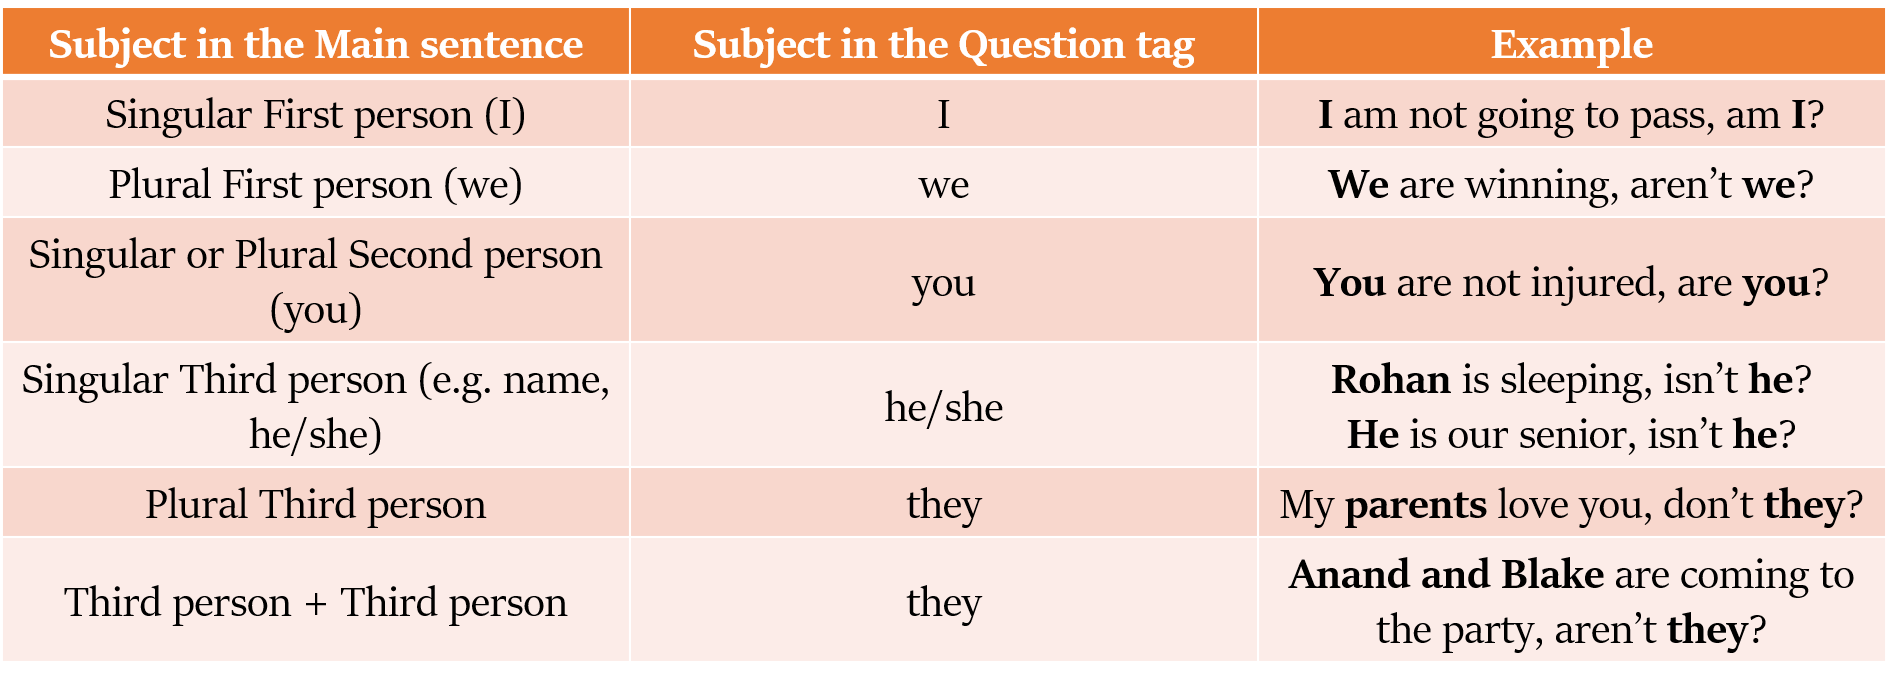 Subject in the Main sentence
Subject in the Question tag
Example
Singular First person (I)
I
I am not going to pass, am I?
Plural First person (we)
we
We are winning, aren’t we?
Singular or Plural Second person
(you)
you
You are not injured, are you?
Singular Third person (e.g. name,
he/she)
he/she
Rohan is sleeping, isn’t he?
He is our senior, isn’t he?
Plural Third person
they
My parents love you, don’t they?
Third person + Third person
they
Anand and Blake are coming to
the party, aren’t they?